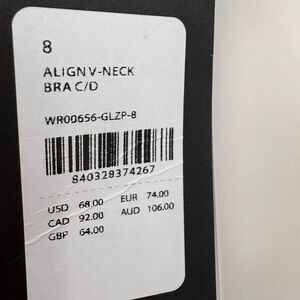 8
ALIGN V-NECK
BRA C/D
WR00656-GLZP-8
840328374267
USD 68.00 EUR 74.00
CAD 92.00 AUD 106.00
GBP 64.00